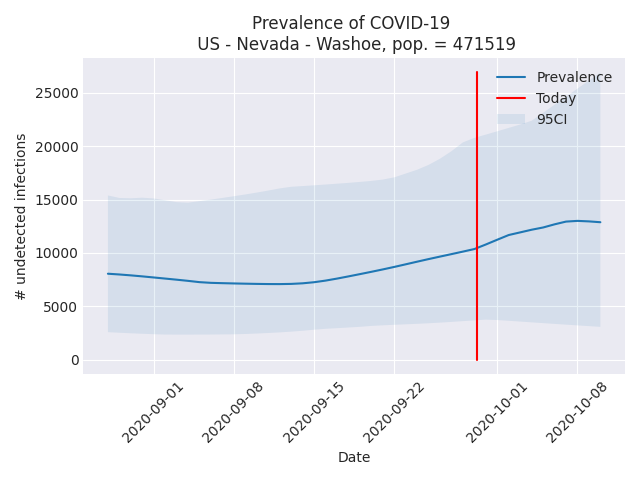 Prevalence of COVID-19
US - Nevada - Washoe, pop. = 471519
Prevalence
Today
95CI
25000
20000
15000
10000
5000
0
# undetected infections
2020-09-01
2020-09-08
2020-09-15
2020-09-22
2020-10-01
2020-10-08
Date